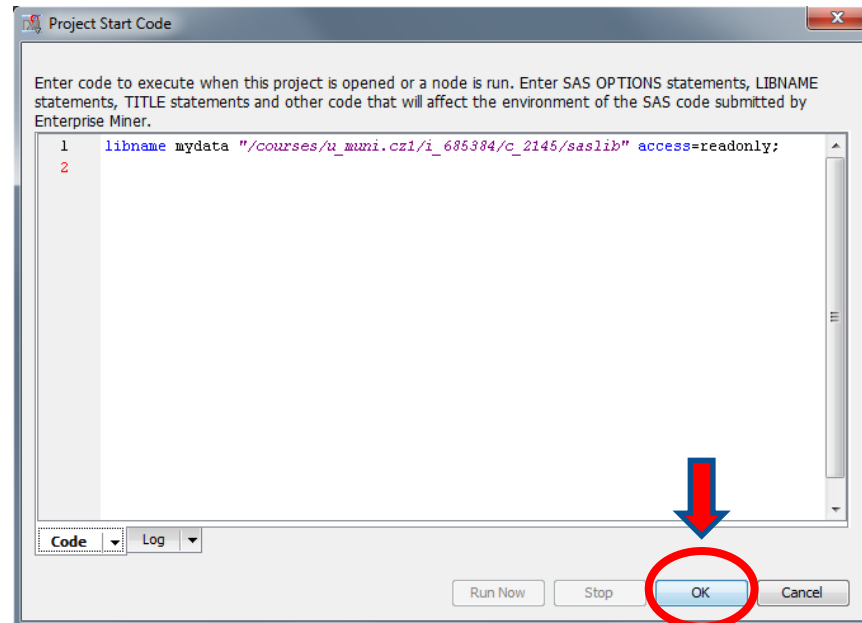 Project Start Code
Enter code to execute when this project is opened or a node is run. Enter SAS OPTIONS statements, LIBNAME
statements, TITLE statements and other code that will affect the environment of the SAS code submitted by
Enterprise Miner.
1 libname mydata "/courses/u_muni.cz1/i_685384/c_2145/saslib" access=readonly;
2
Code Log
Run Now Stop OK Cancel